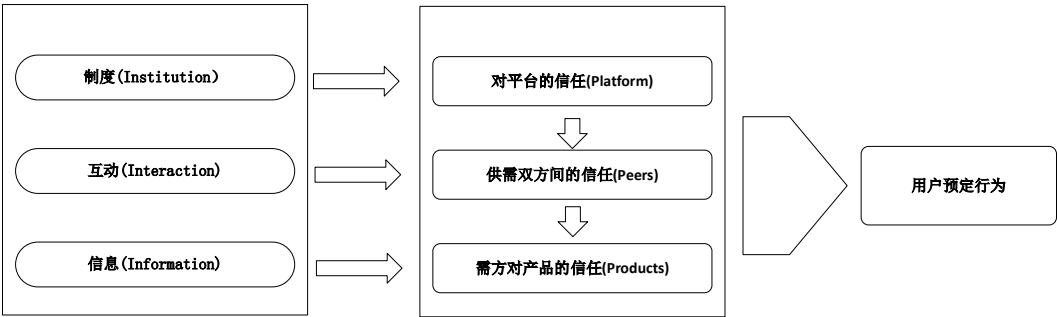 制度(Institution）
对平台的信任(Platform)
互动(Interaction)
供需双方间的信任(Peers)
用户预定行为
信息(Information)
需方对产品的信任(Products)